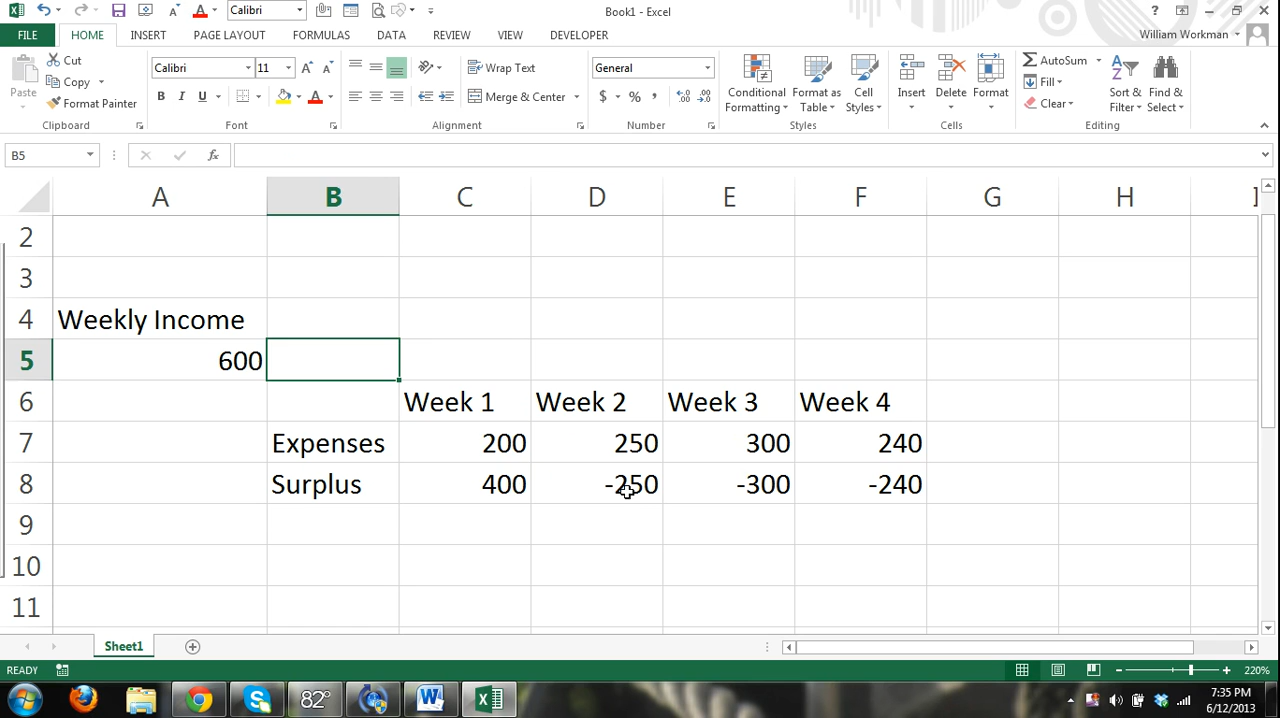 Calibri
Book1 - Excel
?
FILE HOME INSERT PAGE LAYOUT FORMULAS DATA REVIEW VIEW DEVELOPER
William Workman
Paste
Cut
Copy
Format Painter
Clipboard
Calibri 11
B I U
Font
Wrap Text
Merge & Center
Alignment
General
$ % ,
Number
Conditional Formatting
Format as Table
Cell Styles
Styles
Insert Delete Format
Cells
AutoSum
Fill
Clear
Sort & Filter
Find & Select
Editing
B5 fx
A B C D E F G H I
2
3
4 Weekly Income
5 600
6 Week 1 Week 2 Week 3 Week 4
7 Expenses 200 250 300 240
8 Surplus 400 -250 -300 -240
9
10
11
Sheet1
READY 220%
82°
7:35 PM
6/12/2013